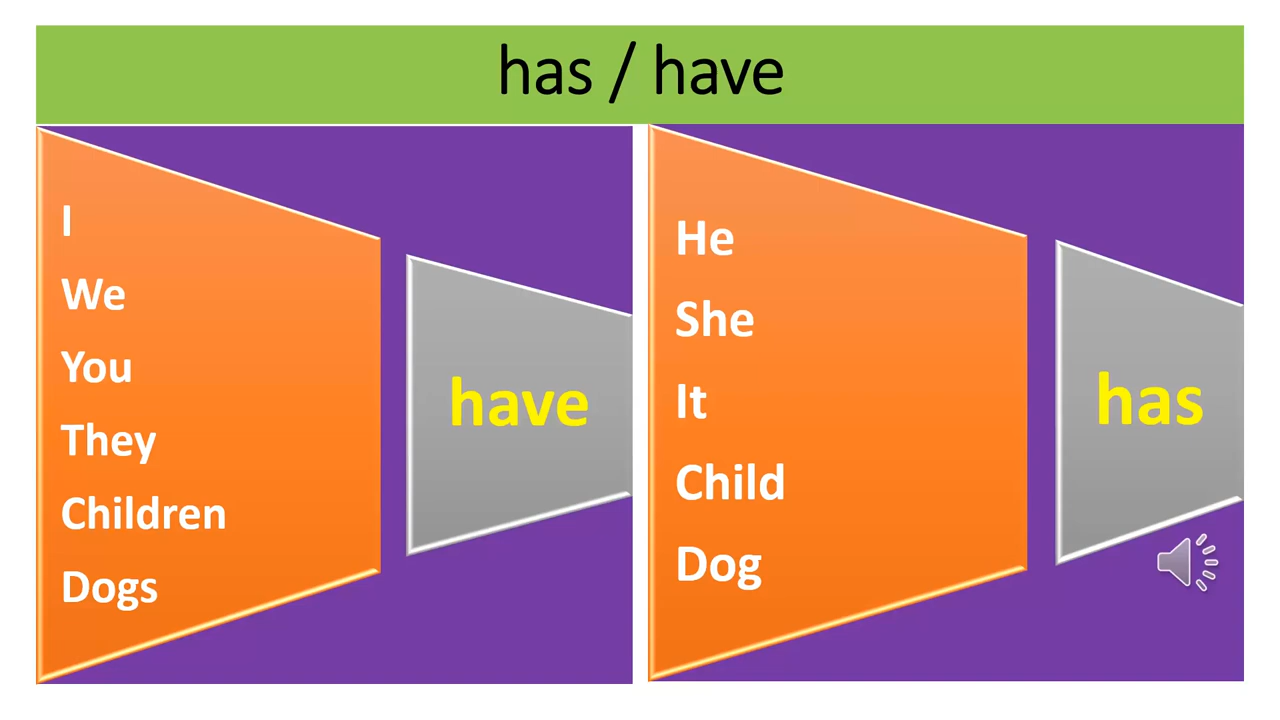 has / have
I
We
You
They
Children
Dogs
have
He
She
It
Child
Dog
has